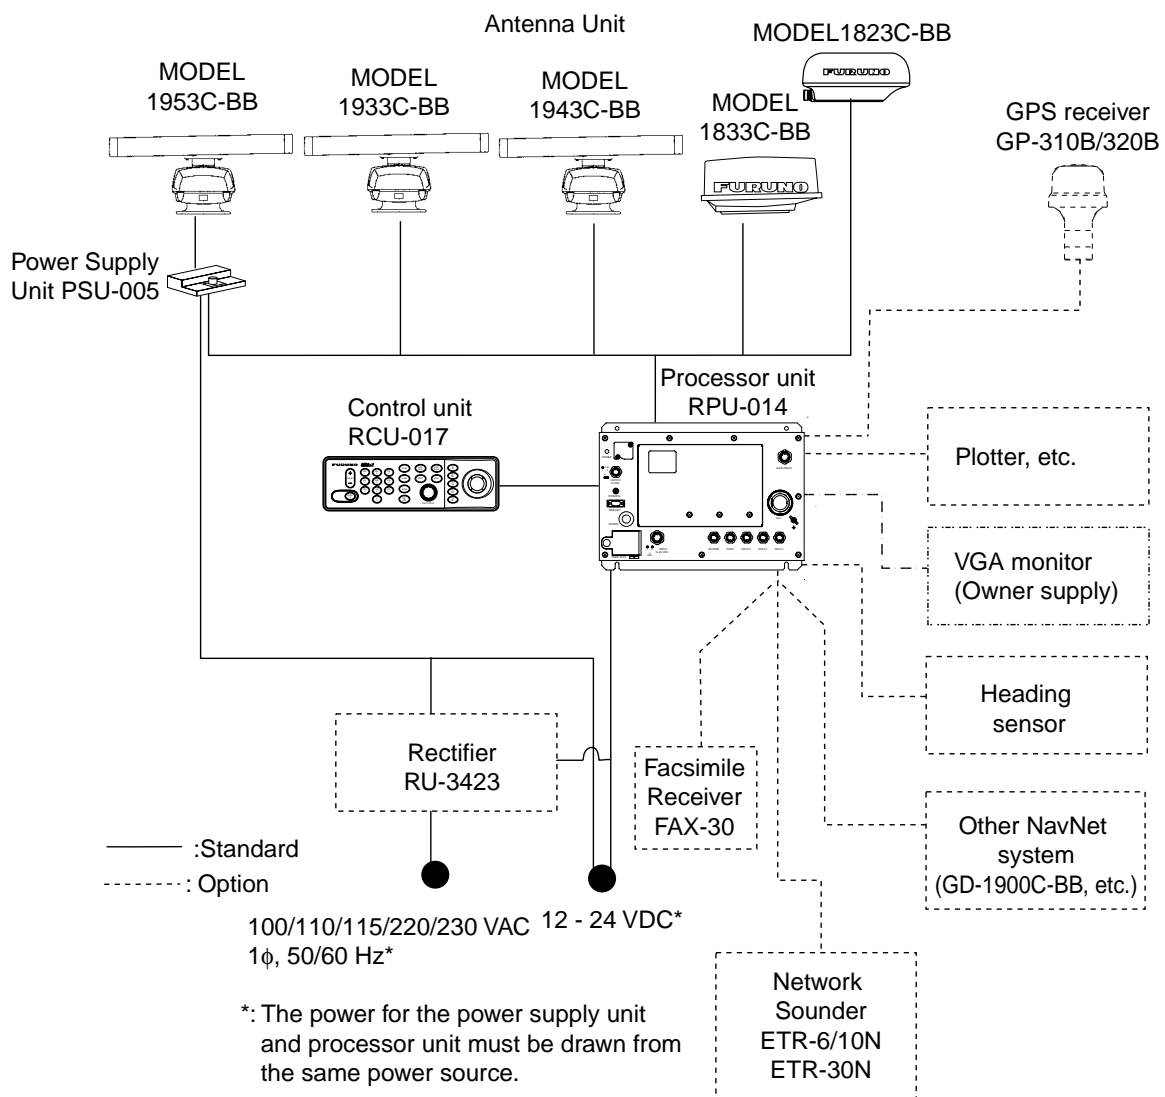 Antenna Unit
MODEL1823C-BB
FURUNO
MODEL
1953C-BB
MODEL
1933C-BB
MODEL
1943C-BB
MODEL
1833C-BB
FURUNO
GPS receiver
GP-310B/320B
Power Supply
Unit PSU-005
Processor unit
RPU-014
Control unit
RCU-017
FURUNO
Plotter, etc.
VGA monitor
(Owner supply)
Heading
sensor
Rectifier
RU-3423
Facsimile
Receiver
FAX-30
Other NavNet
system
(GD-1900C-BB, etc.)
:Standard
: Option
100/110/115/220/230 VAC
1ϕ, 50/60 Hz*
12 - 24 VDC*
Network
Sounder
ETR-6/10N
ETR-30N
*: The power for the power supply unit
and processor unit must be drawn from
the same power source.